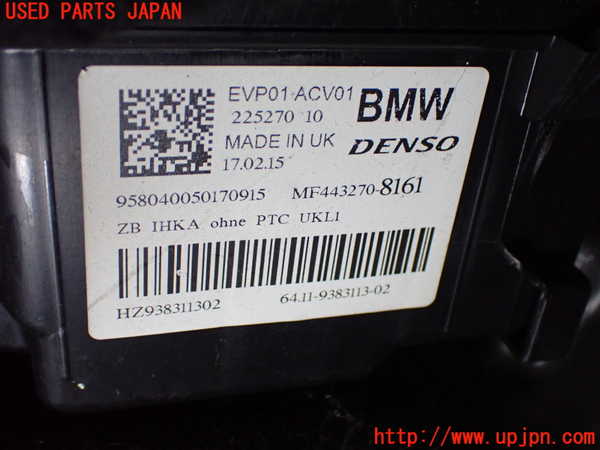 USED PARTS JAPAN
EVP01 ACV01
225270 10
BMW
MADE IN UK
DENSO
17.02.15
958040050170915 MF443270-8161
ZB IHKA ohne PTC UKL1
HZ938311302 64.11-9383113-02
http://www.upjpn.com/